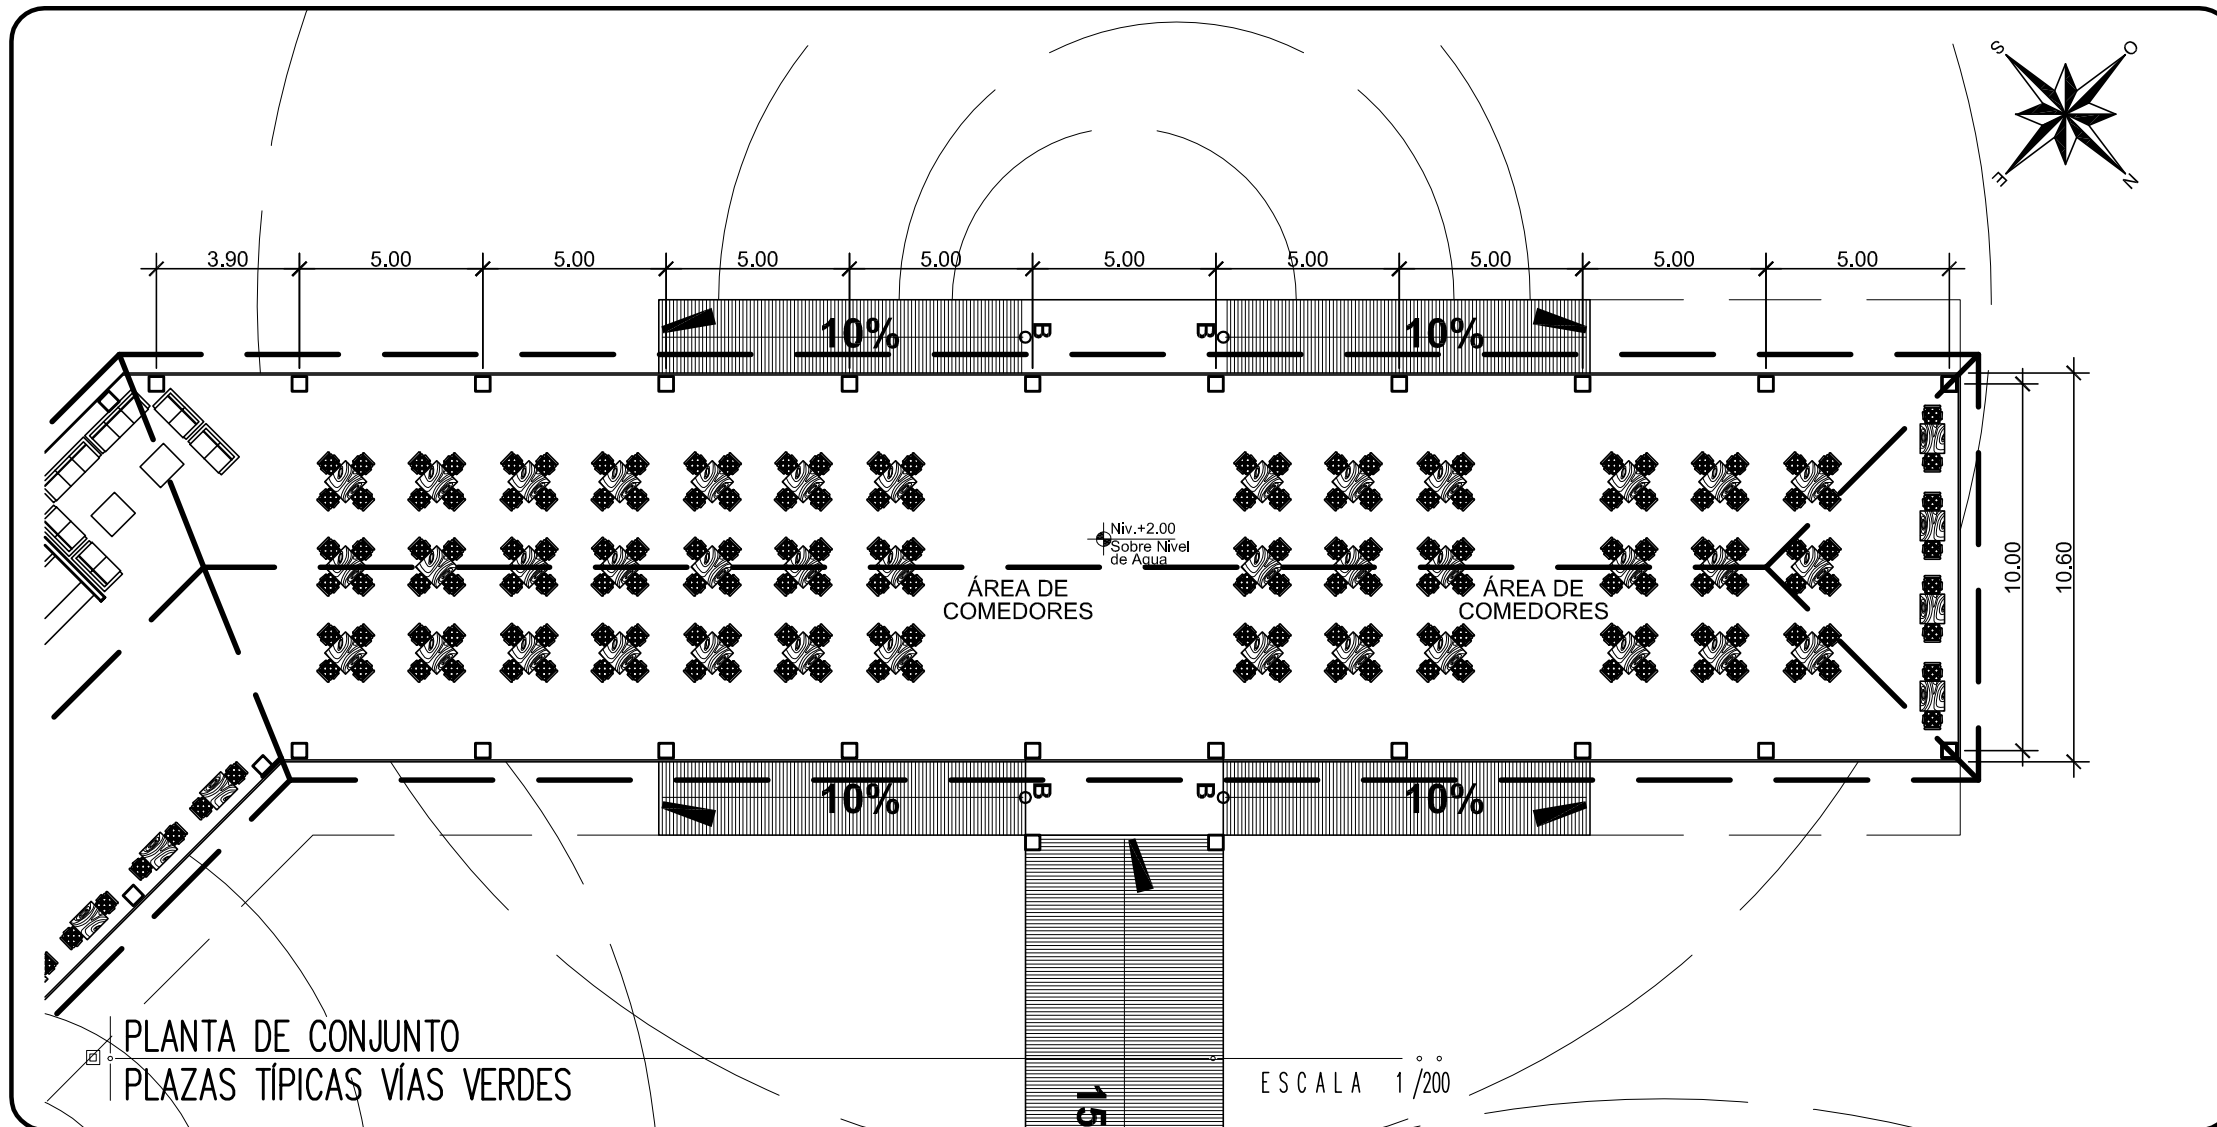 S
O
E
N
3.90
5.00
5.00
5.00
5.00
5.00
5.00
5.00
5.00
5.00
10%
B
B
10%
Niv.+2.00
Sobre Nivel
de Agua
ÁREA DE
COMEDORES
ÁREA DE
COMEDORES
10.00
10.60
10%
B
B
10%
15
PLANTA DE CONJUNTO
PLAZAS TÍPICAS VÍAS VERDES
ESCALA 1/200